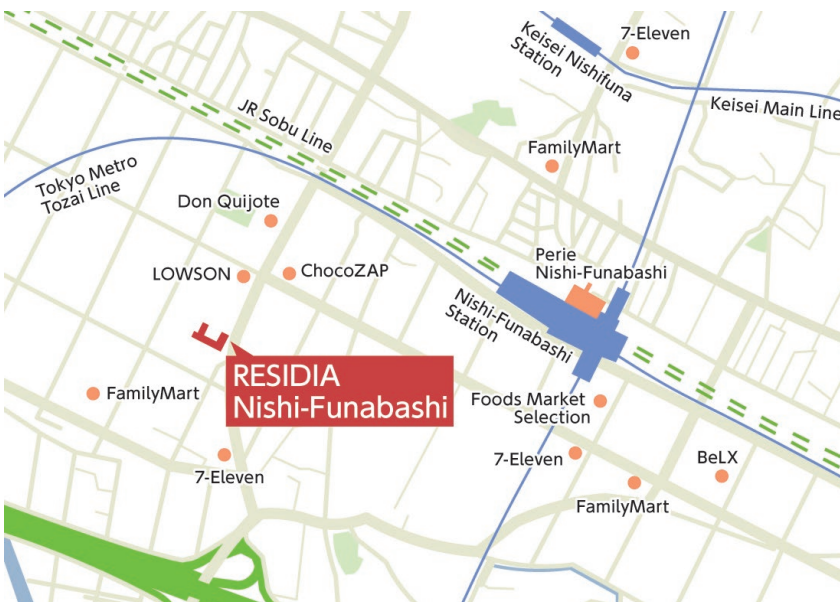 7-Eleven
Keisei Nishifuna
Station
Keisei Main Line
JR Sobu Line
FamilyMart
Tokyo Metro
Tozai Line
Don Quijote
Perie
Nishi-Funabashi
LOWSON
ChocoZAP
Nishi-Funabashi
Station
RESIDIA
Nishi-Funabashi
FamilyMart
Foods Market
Selection
7-Eleven
7-Eleven
BeLX
FamilyMart